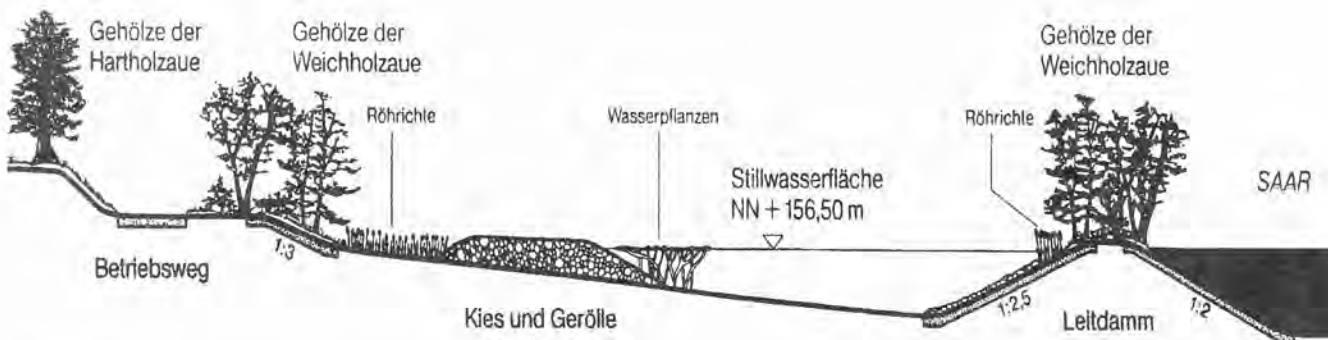 Gehölze der
Hartholzaue
Gehölze der
Weichholzaue
Röhrichte
Wasserpflanzen
Stillwasserfläche
NN + 156,50 m
Röhrichte
Gehölze der
Weichholzaue
SAAR
Betriebsweg
1:3
Kies und Gerölle
1:2,5
Leitdamm
1:2